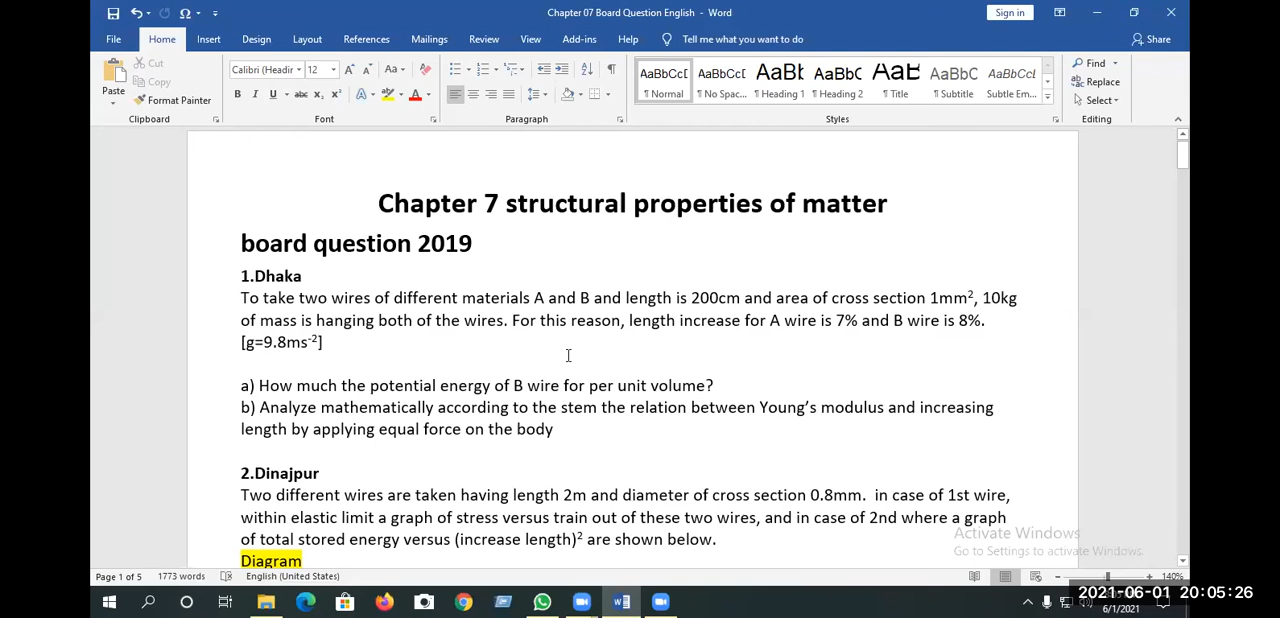 Chapter 07 Board Question English - Word
Sign in
File Home Insert Design Layout References Mailings Review View Add-ins Help Tell me what you want to do Share
Paste
Cut
Copy
Format Painter
Clipboard
Calibri (Headir 12
Font
Paragraph
AaBbCcI AaBbCcI AaBb AaBbC AaB AaBbC AaBbCcI
Normal No Spac... Heading 1 Heading 2 Title Subtitle Subtle Em...
Styles
Find
Replace
Select
Editing
Chapter 7 structural properties of matter
board question 2019
1.Dhaka
To take two wires of different materials A and B and length is 200cm and area of cross section 1mm², 10kg
of mass is hanging both of the wires. For this reason, length increase for A wire is 7% and B wire is 8%.
[g=9.8ms⁻²]
a) How much the potential energy of B wire for per unit volume?
b) Analyze mathematically according to the stem the relation between Young's modulus and increasing
length by applying equal force on the body
2.Dinajpur
Two different wires are taken having length 2m and diameter of cross section 0.8mm. in case of 1st wire,
within elastic limit a graph of stress versus train out of these two wires, and in case of 2nd where a graph
of total stored energy versus (increase length)² are shown below.
Diagram
Activate Windows
Go to Settings to activate Windows.
Page 1 of 5 1773 words English (United States) 140%
2021-06-01 20:05:26
6/1/2021